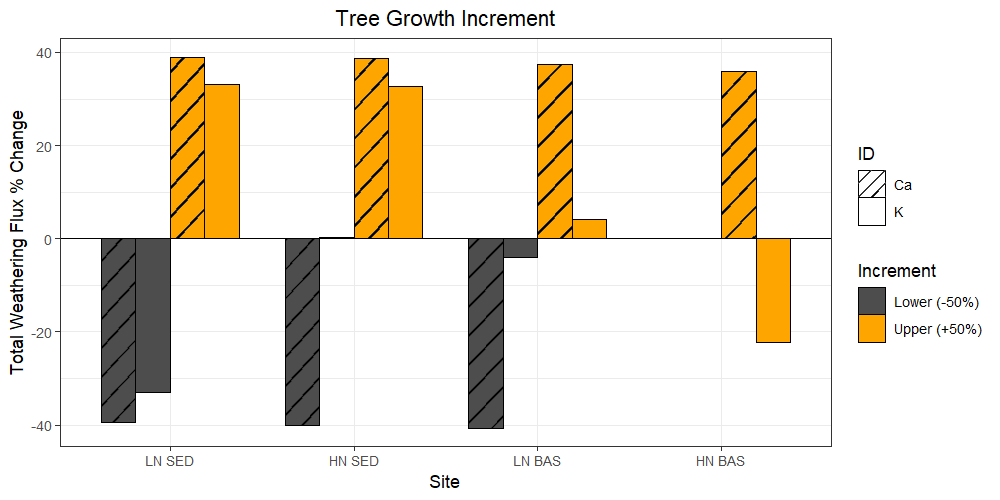 Tree Growth Increment
Total Weathering Flux % Change
40
20
0
-20
-40
LN SED
HN SED
LN BAS
HN BAS
Site
ID
Ca
K
Increment
Lower (-50%)
Upper (+50%)